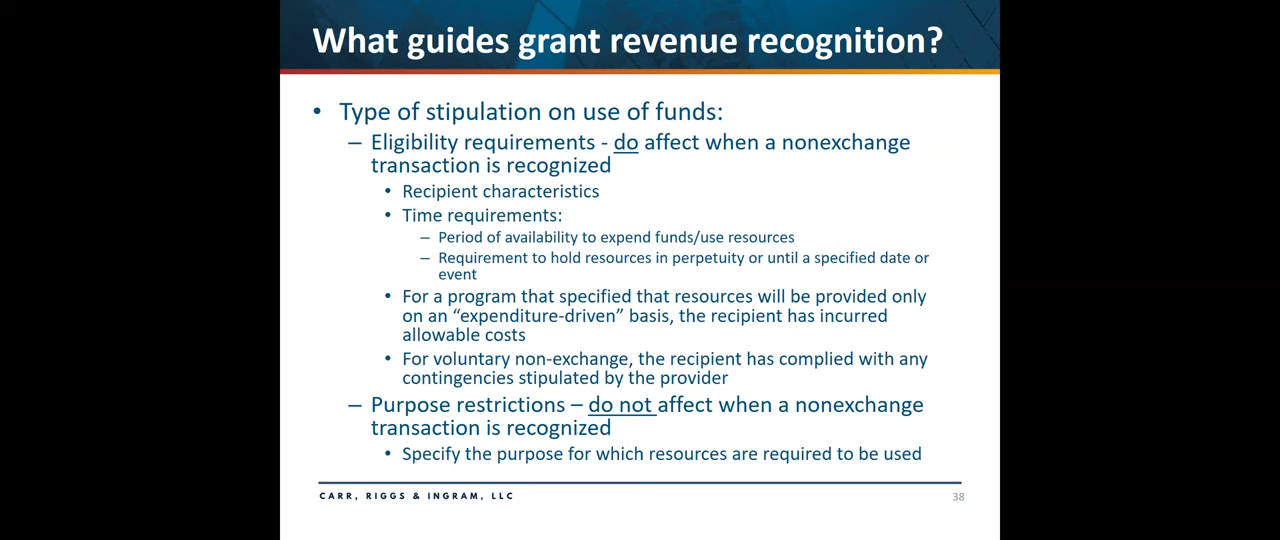 What guides grant revenue recognition?
• Type of stipulation on use of funds:
– Eligibility requirements - do affect when a nonexchange
transaction is recognized
• Recipient characteristics
• Time requirements:
– Period of availability to expend funds/use resources
– Requirement to hold resources in perpetuity or until a specified date or
event
• For a program that specified that resources will be provided only
on an “expenditure-driven” basis, the recipient has incurred
allowable costs
• For voluntary non-exchange, the recipient has complied with any
contingencies stipulated by the provider
– Purpose restrictions – do not affect when a nonexchange
transaction is recognized
• Specify the purpose for which resources are required to be used
CARR, RIGGS & INGRAM, LLC
38